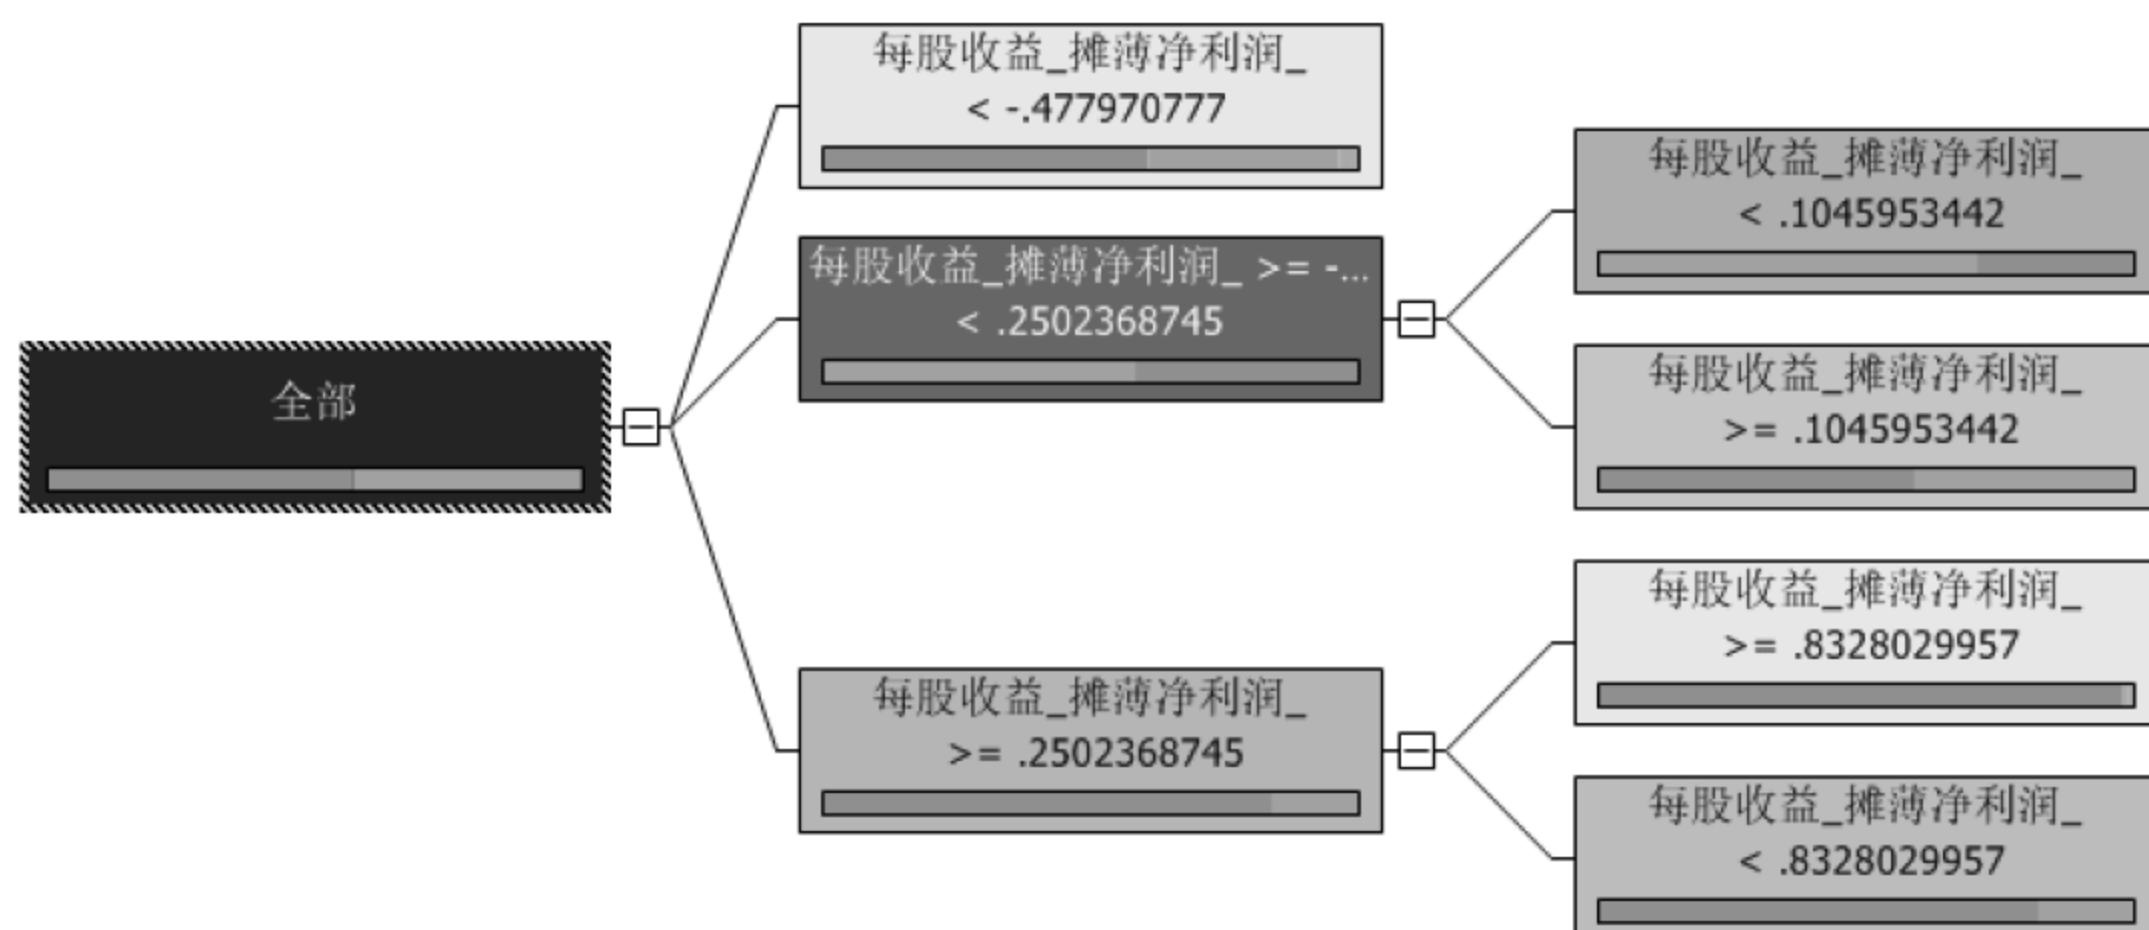 全部
每股收益_摊薄净利润_
< -.477970777
每股收益_摊薄净利润_ >= -...
< .2502368745
每股收益_摊薄净利润_
>= .2502368745
每股收益_摊薄净利润_
< .1045953442
每股收益_摊薄净利润_
>= .1045953442
每股收益_摊薄净利润_
>= .8328029957
每股收益_摊薄净利润_
< .8328029957